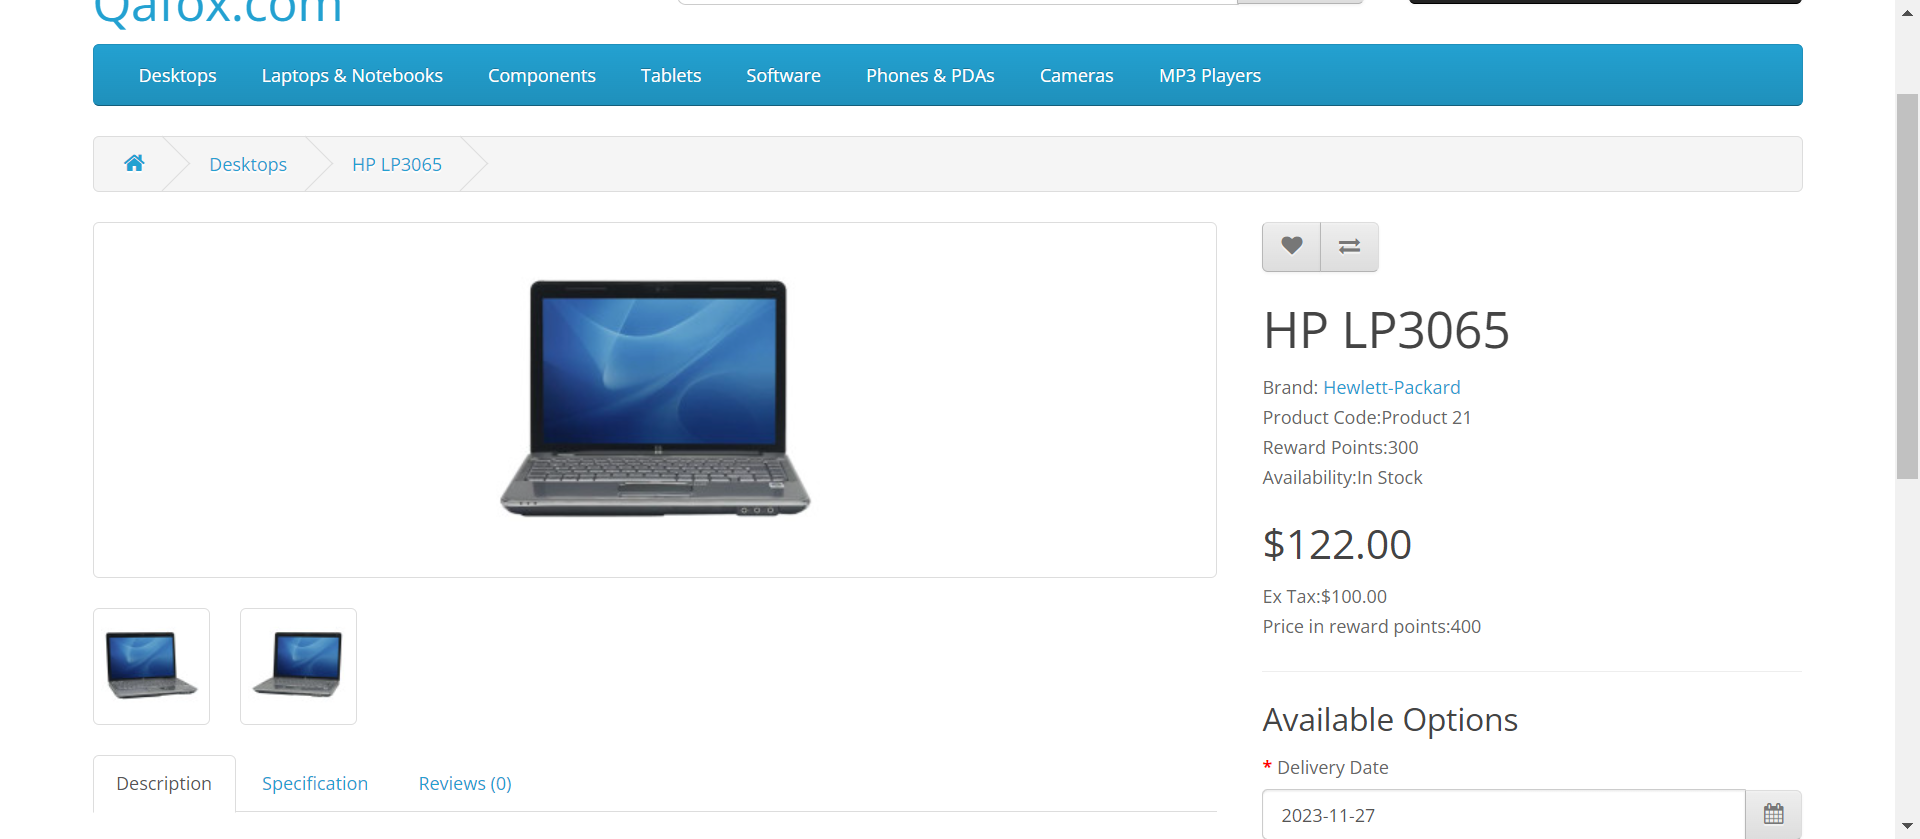 Qafox.com
Desktops Laptops & Notebooks Components Tablets Software Phones & PDAs Cameras MP3 Players
Desktops HP LP3065
HP LP3065
Brand: Hewlett-Packard
Product Code:Product 21
Reward Points:300
Availability:In Stock
$122.00
Ex Tax:$100.00
Price in reward points:400
Available Options
* Delivery Date
2023-11-27
Description Specification Reviews (0)